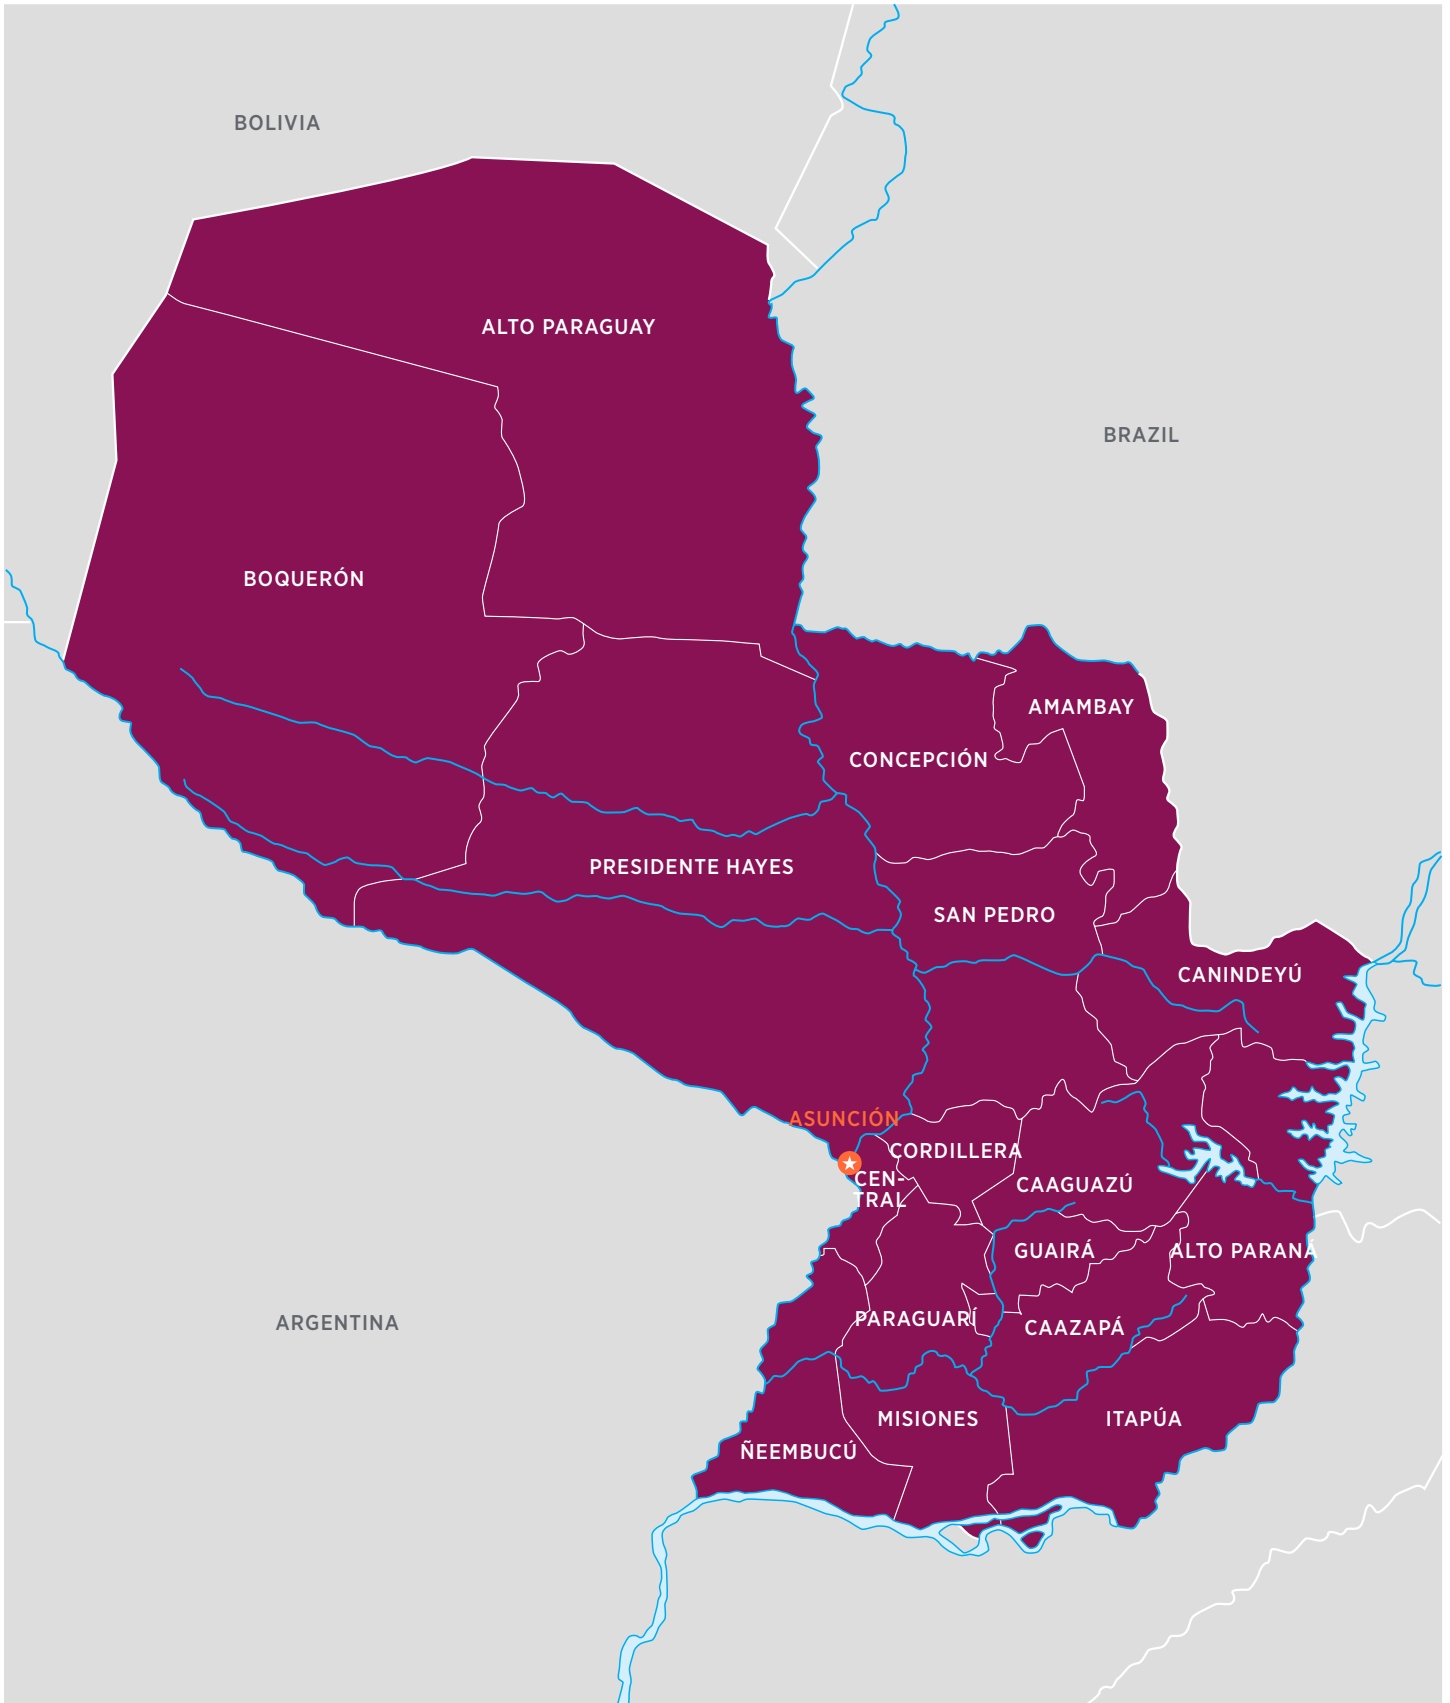 BOLIVIA
ALTO PARAGUAY
BRAZIL
BOQUERÓN
AMAMBAY
CONCEPCIÓN
PRESIDENTE HAYES
SAN PEDRO
CANINDEYÚ
ASUNCIÓN
CORDILLERA
CEN-
TRAL
CAAGUAZÚ
GUAIRÁ
ALTO PARANÁ
PARAGUARÍ
ARGENTINA
CAAZAPÁ
MISIONES
ITAPÚA
ÑEEMBUCÚ